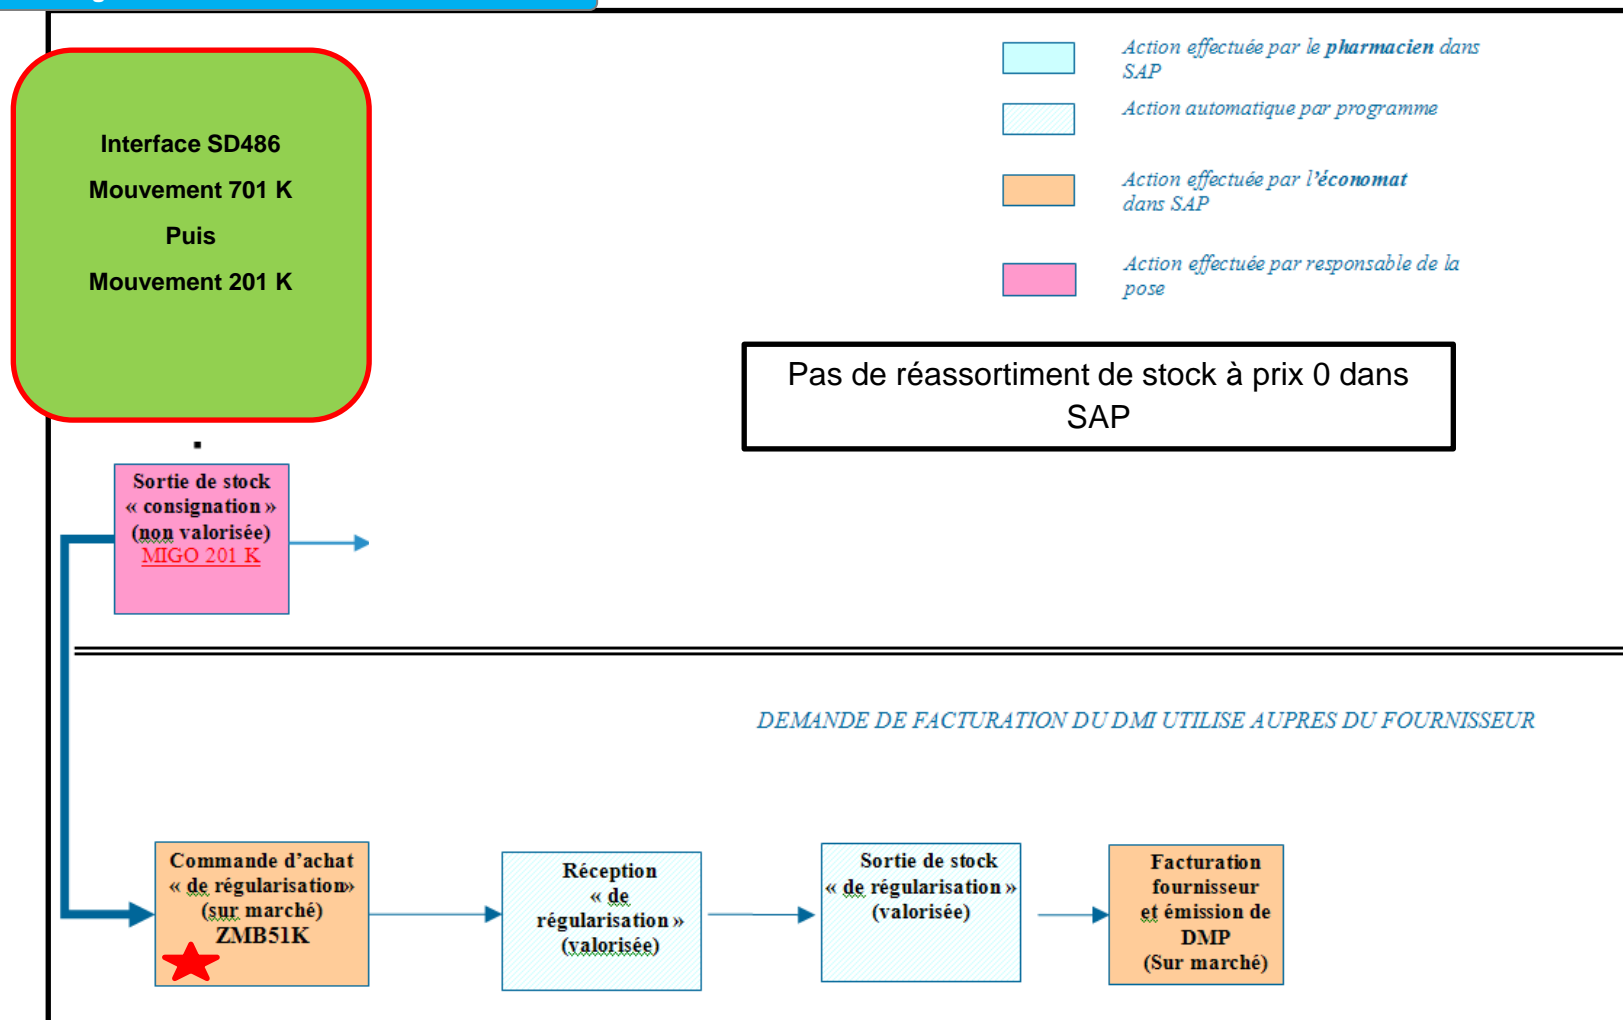 Interface SD486
Mouvement 701 K
Puis
Mouvement 201 K
Action effectuée par le pharmacien dans
SAP
Action automatique par programme
Action effectuée par l'économat
dans SAP
Action effectuée par responsable de la
pose
Pas de réassortiment de stock à prix 0 dans
SAP
Sortie de stock
« consignation »
(non valorisée)
MIGO 201 K
DEMANDE DE FACTURATION DU DMI UTILISE AUPRES DU FOURNISSEUR
Commande d'achat
« de régularisation»
(sur marché)
ZMB51K
Réception
« de
régularisation »
(valorisée)
Sortie de stock
« de régularisation »
(valorisée)
Facturation
fournisseur
et émission de
DMP
(Sur marché)